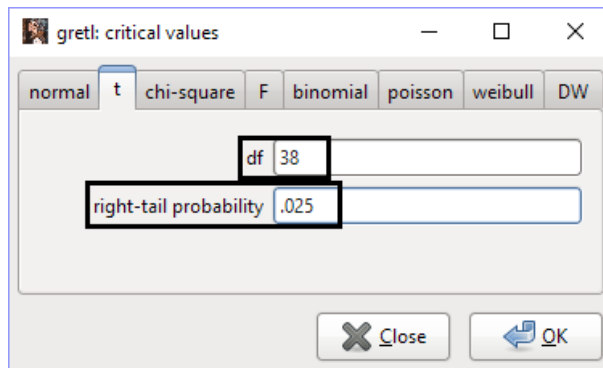 gretl: critical values
normal t chi-square F binomial poisson weibull DW
df 38
right-tail probability .025
Close OK